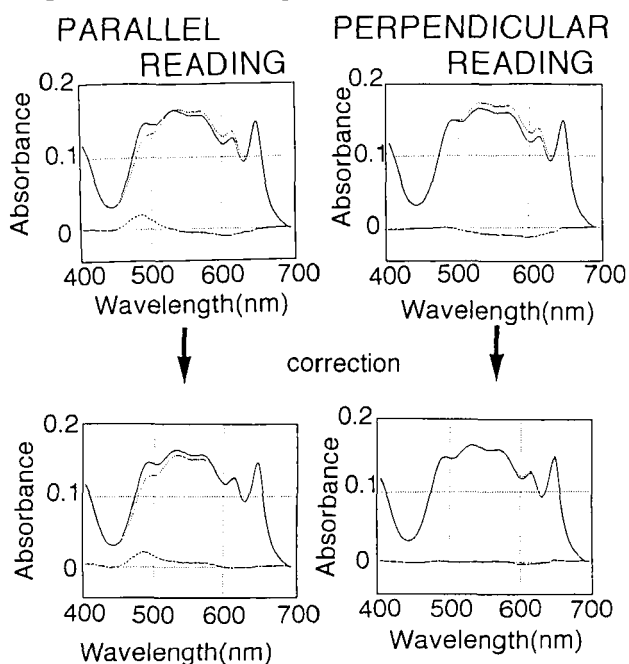 PARALLEL
READING
PERPENDICULAR
READING
0.2
0.1
0
Absorbance
400 500 600 700
Wavelength(nm)
0.2
0.1
0
Absorbance
400 500 600 700
Wavelength(nm)
correction
0.2
0.1
0
Absorbance
400 500 600 700
Wavelength(nm)
0.2
0.1
0
Absorbance
400 500 600 700
Wavelength(nm)